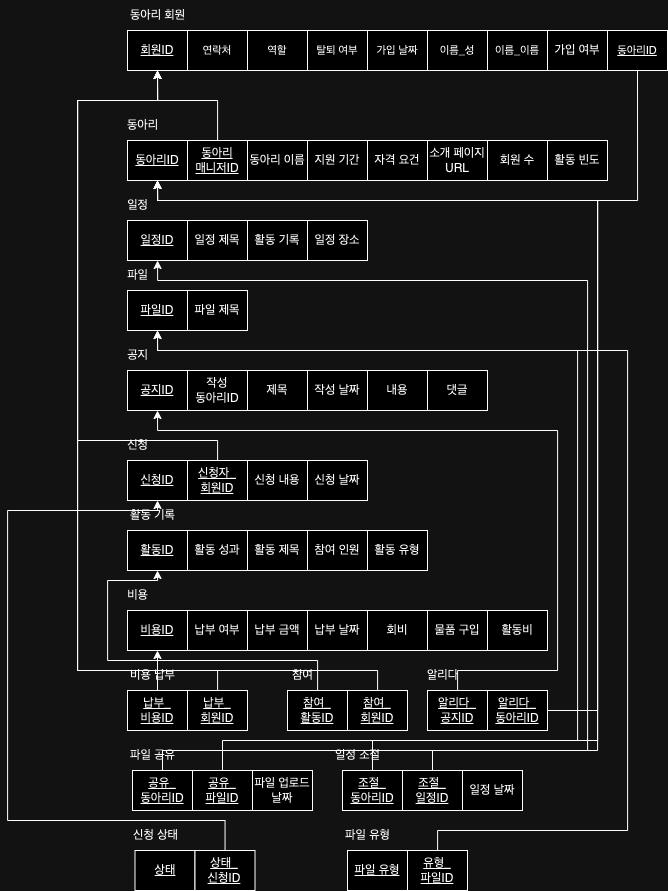 동아리 회원
회원ID 연락처 역할 탈퇴 여부 가입 날짜 이름_성 이름_이름 가입 여부 동아리ID
동아리
동아리ID 동아리 매니저ID 동아리 이름 지원 기간 자격 요건 소개 페이지 URL 회원 수 활동 빈도
일정
일정ID 일정 제목 활동 기록 일정 장소
파일
파일ID 파일 제목
공지
공지ID 작성 동아리ID 제목 작성 날짜 내용 댓글
신청
신청ID 신청자_회원ID 신청 내용 신청 날짜
활동 기록
활동ID 활동 성과 활동 제목 참여 인원 활동 유형
비용
비용ID 납부 여부 납부 금액 납부 날짜 회비 물품 구입 활동비
비용 납부 참여 알리다
납부_비용ID 납부_회원ID 참여_활동ID 참여_회원ID 알리다_공지ID 알리다_동아리ID
파일 공유 일정 조절
공유_동아리ID 공유_파일ID 파일 업로드 날짜 조절_동아리ID 조절_일정ID 일정 날짜
신청 상태 파일 유형
상태 상태_신청ID 파일 유형 유형_파일ID